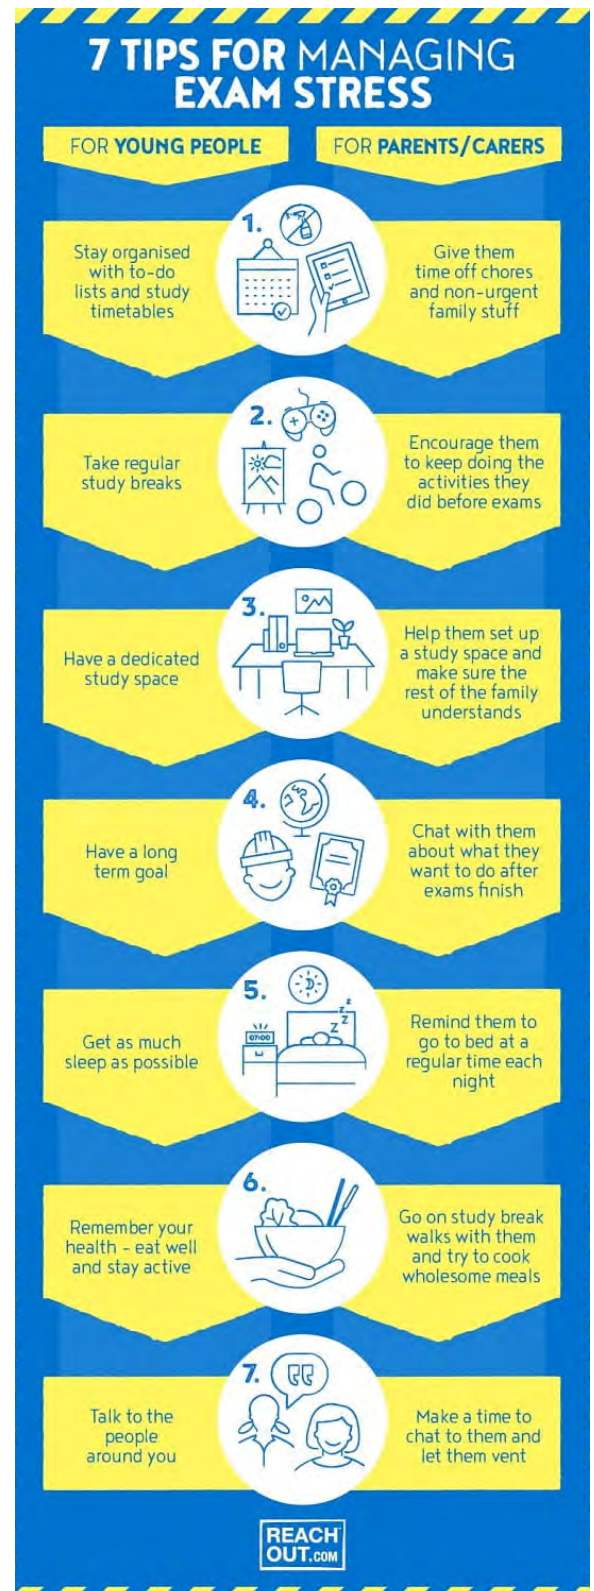 7 TIPS FOR MANAGING
EXAM STRESS
FOR YOUNG PEOPLE
FOR PARENTS/CARERS
1.
Stay organised
with to-do
lists and study
timetables
Give them
time off chores
and non-urgent
family stuff
2.
Take regular
study breaks
Encourage them
to keep doing the
activities they
did before exams
3.
Have a dedicated
study space
Help them set up
a study space and
make sure the
rest of the family
understands
4.
Have a long
term goal
Chat with them
about what they
want to do after
exams finish
5.
07:00
z z z
Get as much
sleep as possible
Remind them to
go to bed at a
regular time each
night
6.
Remember your
health - eat well
and stay active
Go on study break
walks with them
and try to cook
wholesome meals
7.
Talk to the
people
around you
Make a time to
chat to them and
let them vent
REACH
OUT.COM